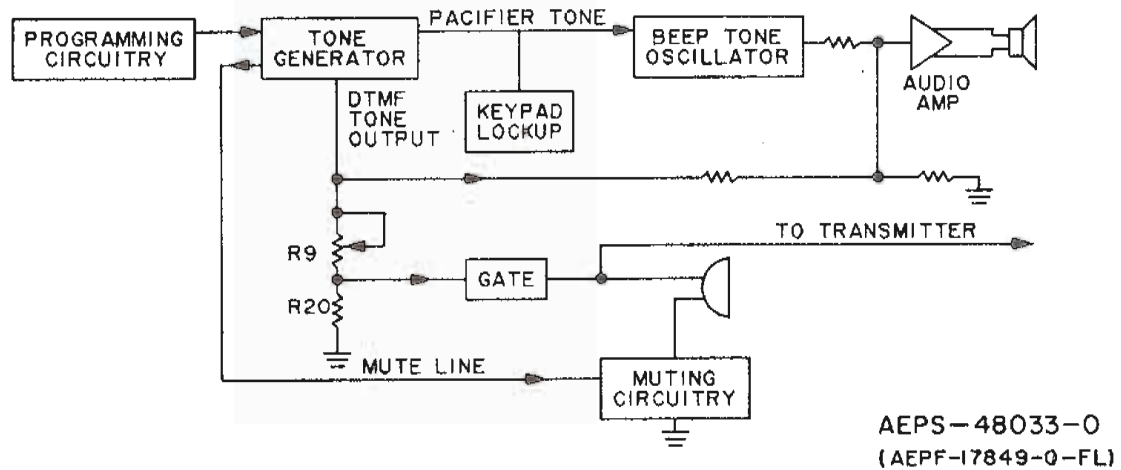 PACIFIER TONE
PROGRAMMING
CIRCUITRY
TONE
GENERATOR
BEEP TONE
OSCILLATOR
AUDIO
AMP
DTMF
TONE
OUTPUT
KEYPAD
LOCKUP
TO TRANSMITTER
R9
GATE
R20
MUTE LINE
MUTING
CIRCUITRY
AEPS-48033-O
(AEPF-17849-O-FL)